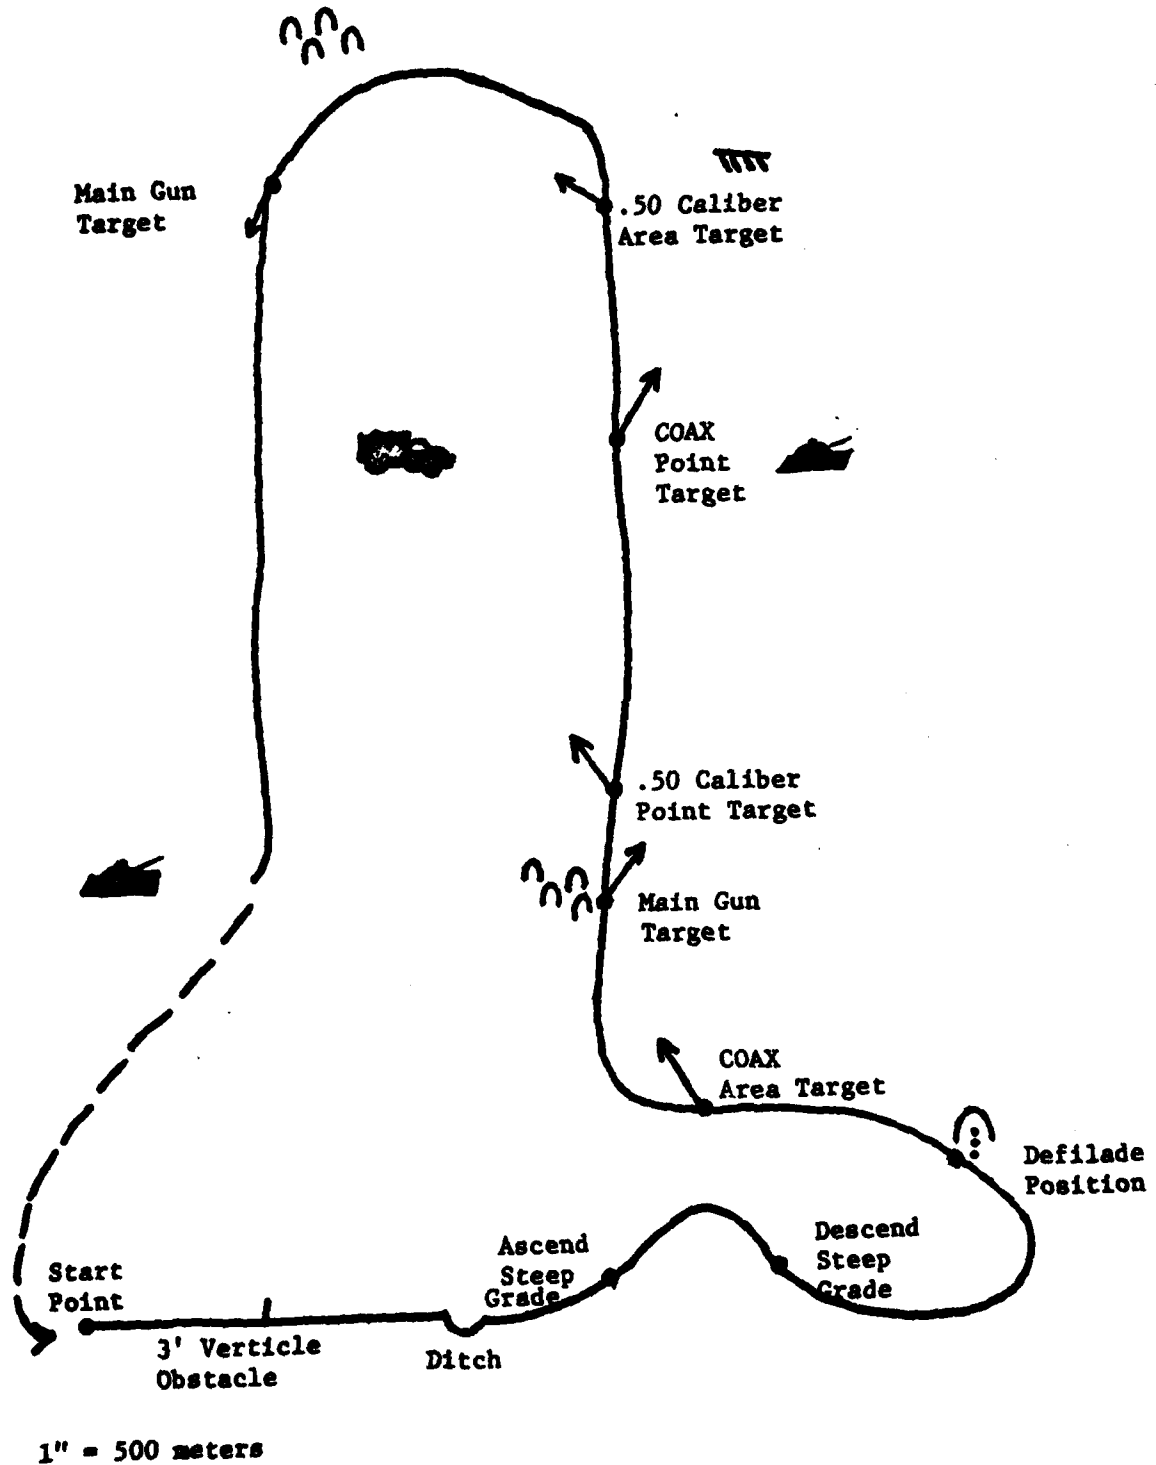 Main Gun
Target
.50 Caliber
Area Target
COAX
Point
Target
.50 Caliber
Point Target
Main Gun
Target
COAX
Area Target
Defilade
Position
Ascend
Steep
Grade
Descend
Steep
Grade
Start
Point
3' Verticle
Obstacle
Ditch
1" = 500 meters